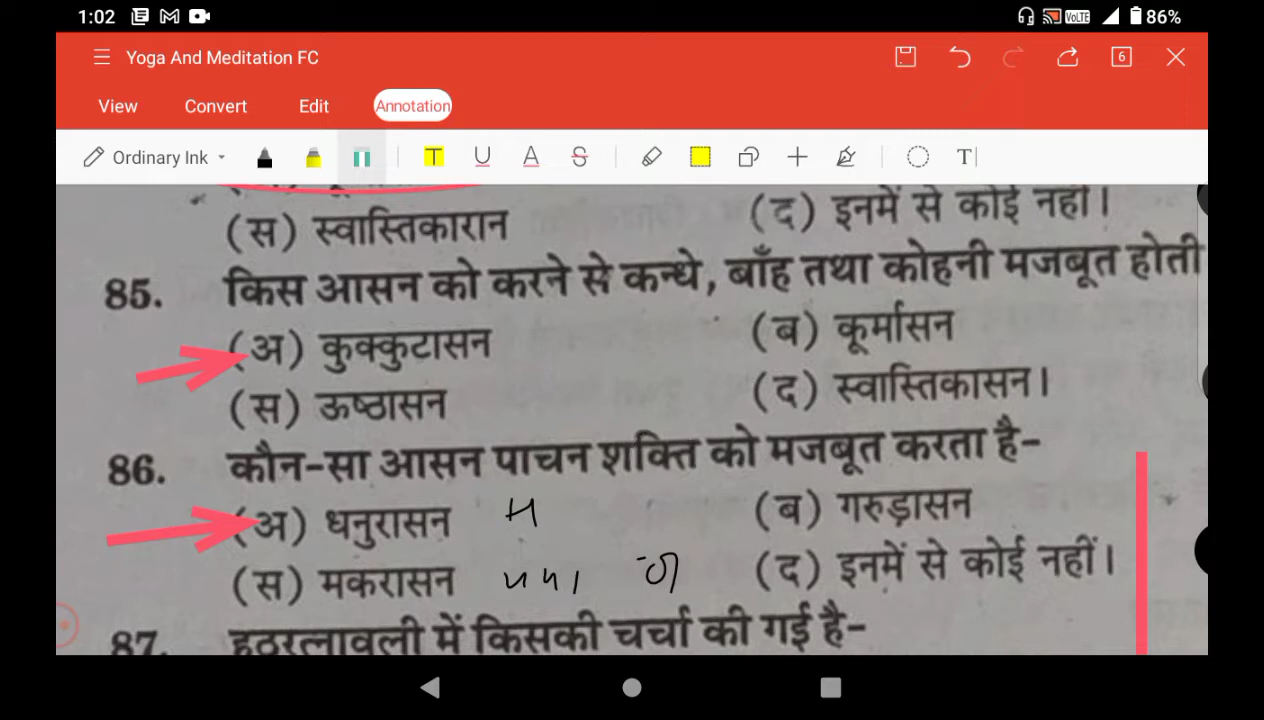 1:02 VoLTE 86%
Yoga And Meditation FC 6
View Convert Edit Annotation
Ordinary Ink T U A S T
(स) स्वास्तिकारान (द) इनमें से कोई नहीं।
85. किस आसन को करने से कन्धे, बाँह तथा कोहनी मजबूत होती
(अ) कुक्कुटासन (ब) कूर्मासन
(स) ऊष्ठासन (द) स्वास्तिकासन।
86. कौन-सा आसन पाचन शक्ति को मजबूत करता है-
(अ) धनुरासन (ब) गरुड़ासन
(स) मकरासन (द) इनमें से कोई नहीं।
87. हठरत्नावली में किसकी चर्चा की गई है-